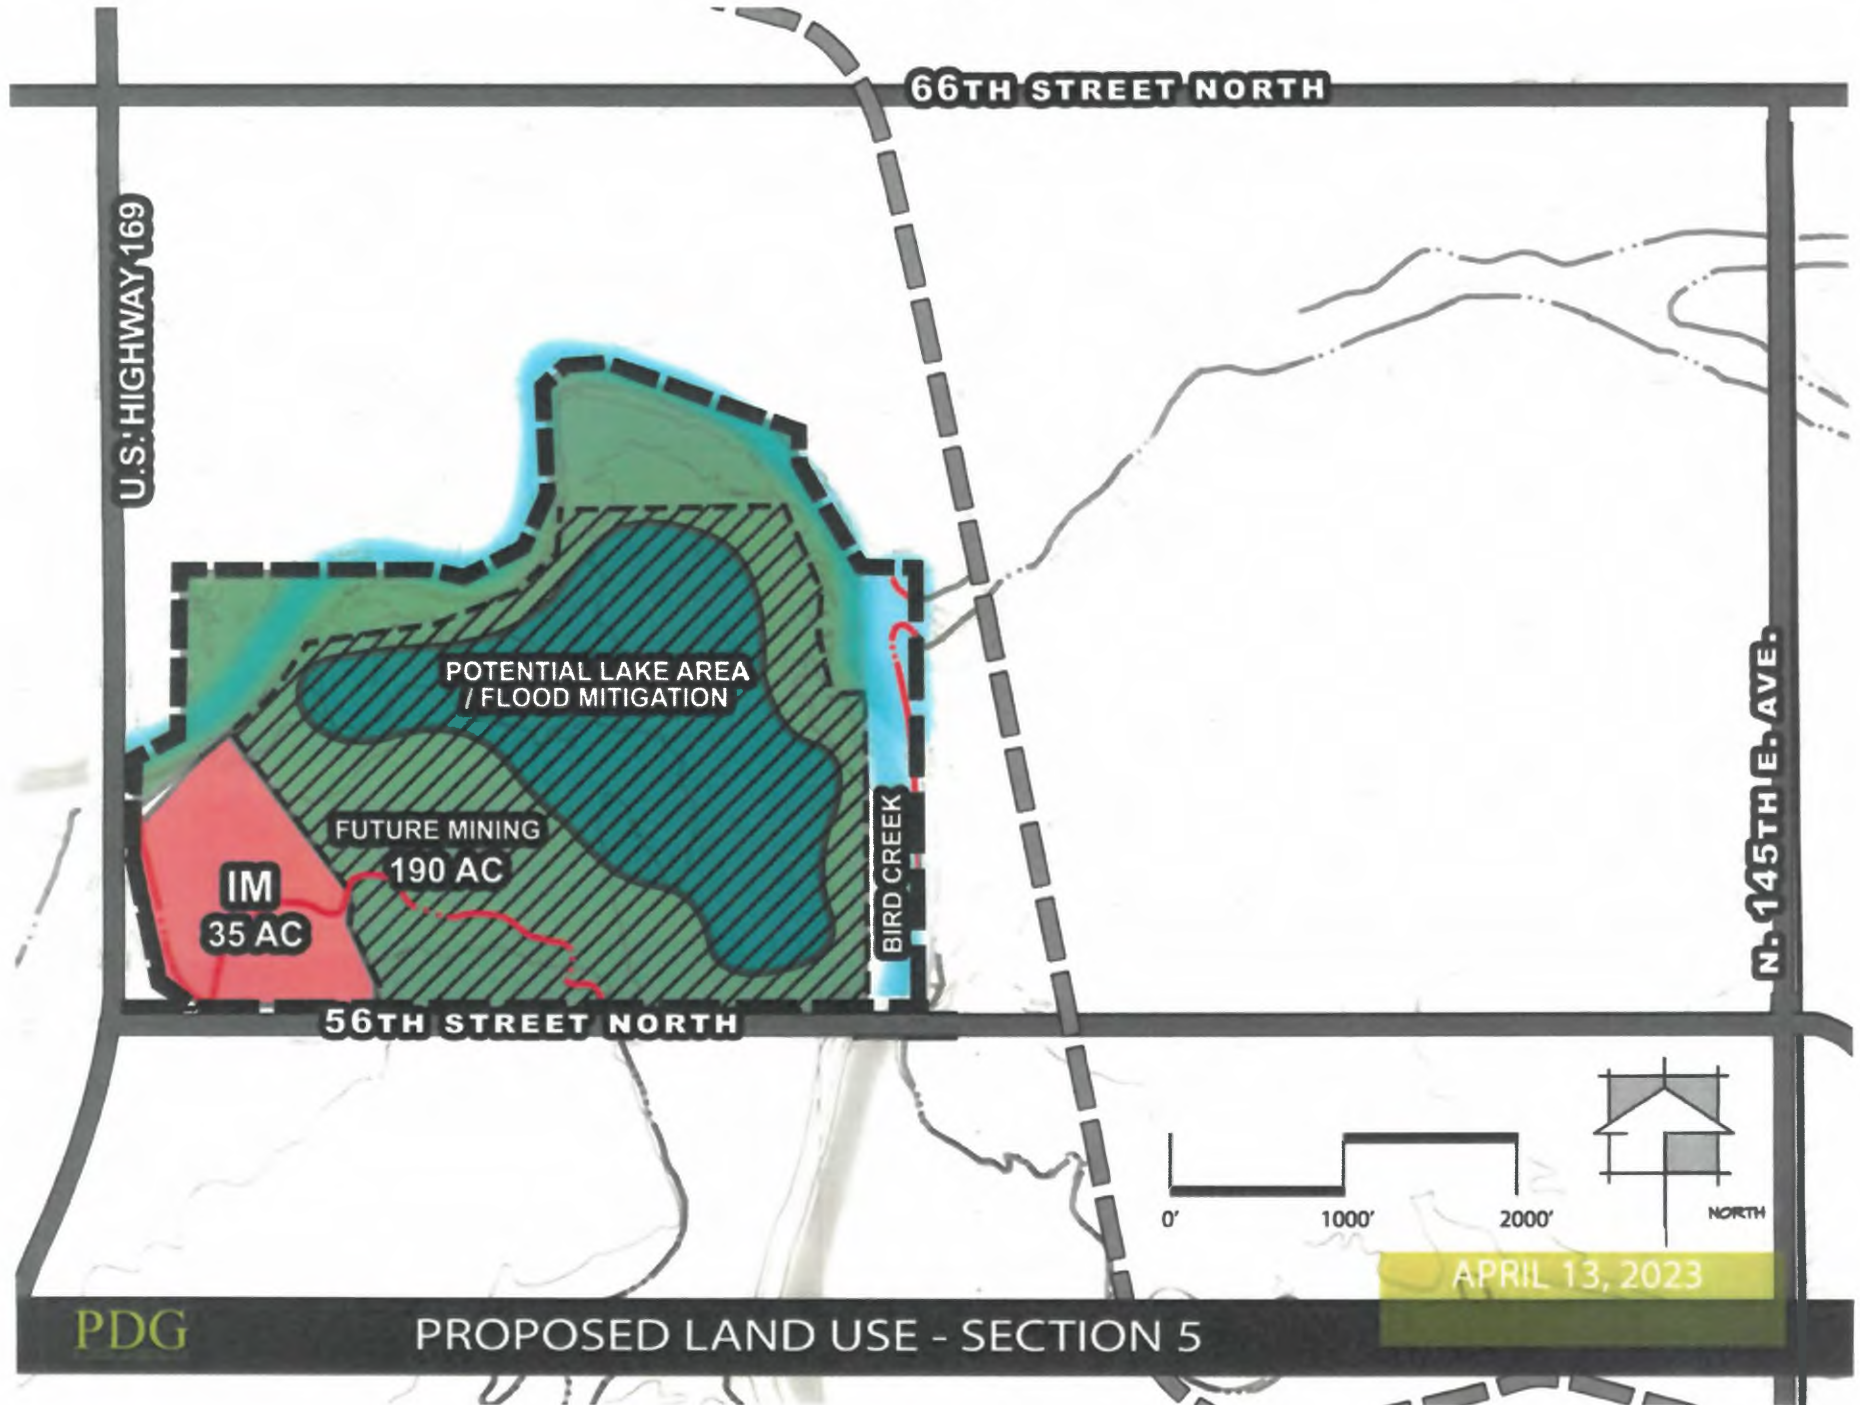 66TH STREET NORTH
U.S. HIGHWAY 169
POTENTIAL LAKE AREA
/ FLOOD MITIGATION
FUTURE MINING
190 AC
IM
35 AC
BIRD CREEK
N. 145TH E. AVE.
56TH STREET NORTH
0' 1000' 2000'
NORTH
APRIL 13, 2023
PDG
PROPOSED LAND USE - SECTION 5